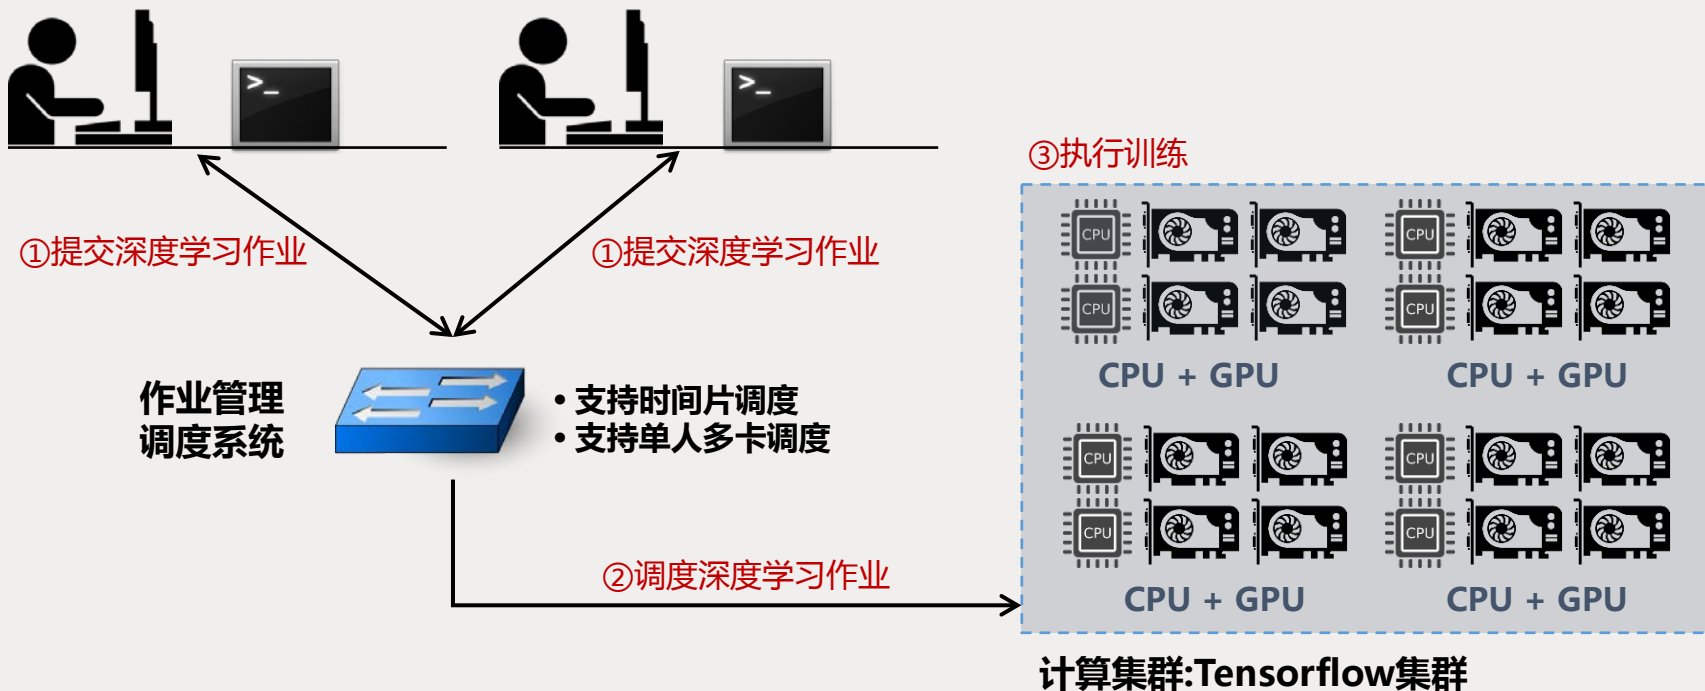 >_
>_
③执行训练
CPU
CPU
①提交深度学习作业
①提交深度学习作业
CPU
CPU
CPU + GPU
CPU + GPU
作业管理
调度系统
• 支持时间片调度
• 支持单人多卡调度
CPU
CPU
CPU
CPU
②调度深度学习作业
CPU + GPU
CPU + GPU
计算集群:Tensorflow集群